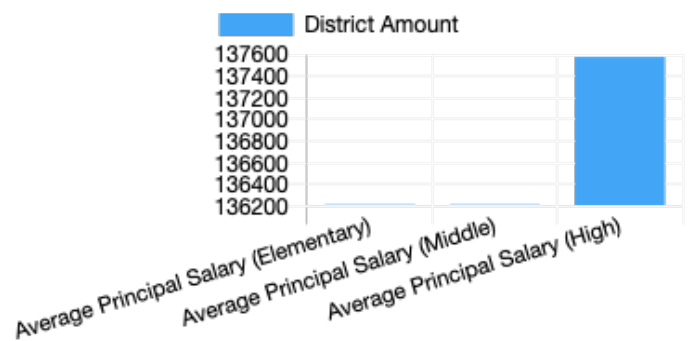 District Amount
137600
137400
137200
137000
136800
136600
136400
136200
Average Principal Salary (Elementary)
Average Principal Salary (Middle)
Average Principal Salary (High)